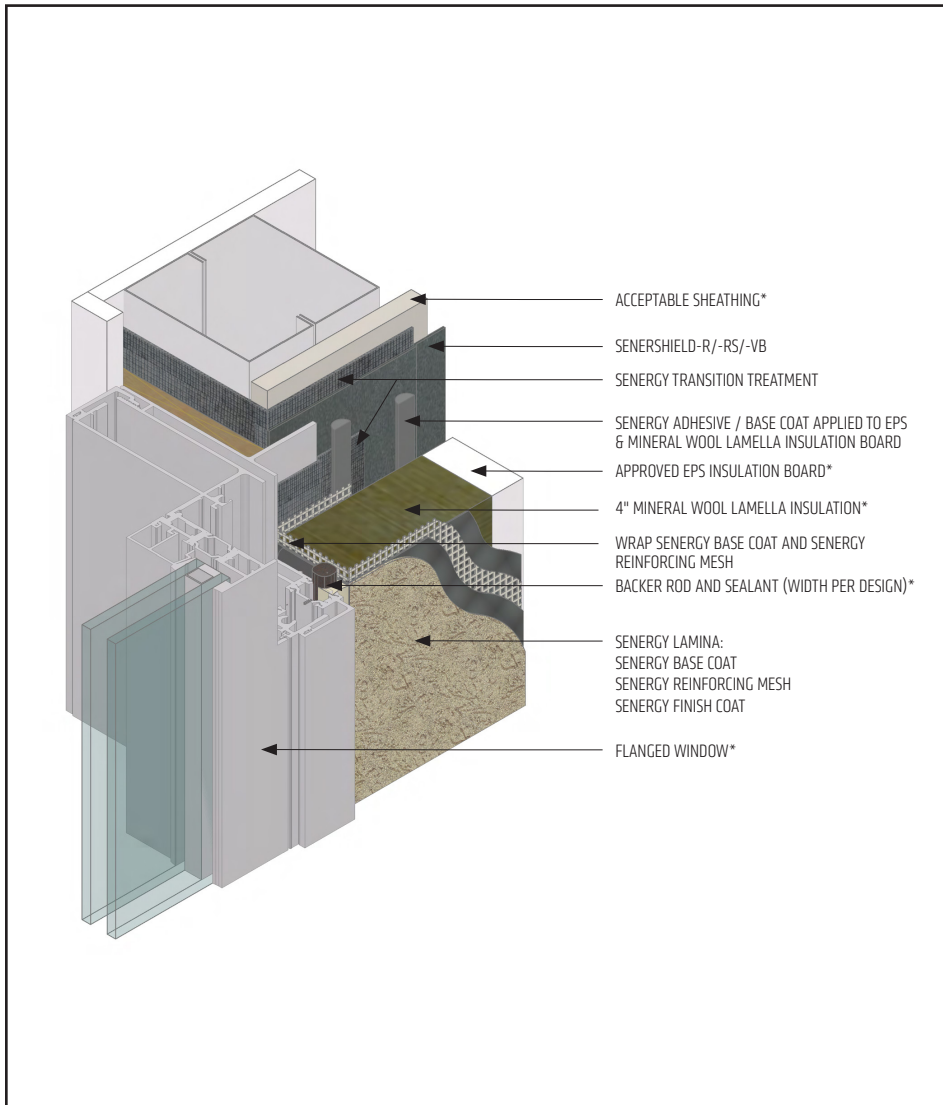 ACCEPTABLE SHEATHING*
SENERSHIELD-R/-RS/-VB
SENERGY TRANSITION TREATMENT
SENERGY ADHESIVE / BASE COAT APPLIED TO EPS
& MINERAL WOOL LAMELLA INSULATION BOARD
APPROVED EPS INSULATION BOARD*
4" MINERAL WOOL LAMELLA INSULATION*
WRAP SENERGY BASE COAT AND SENERGY
REINFORCING MESH
BACKER ROD AND SEALANT (WIDTH PER DESIGN)*
SENERGY LAMINA:
SENERGY BASE COAT
SENERGY REINFORCING MESH
SENERGY FINISH COAT
FLANGED WINDOW*